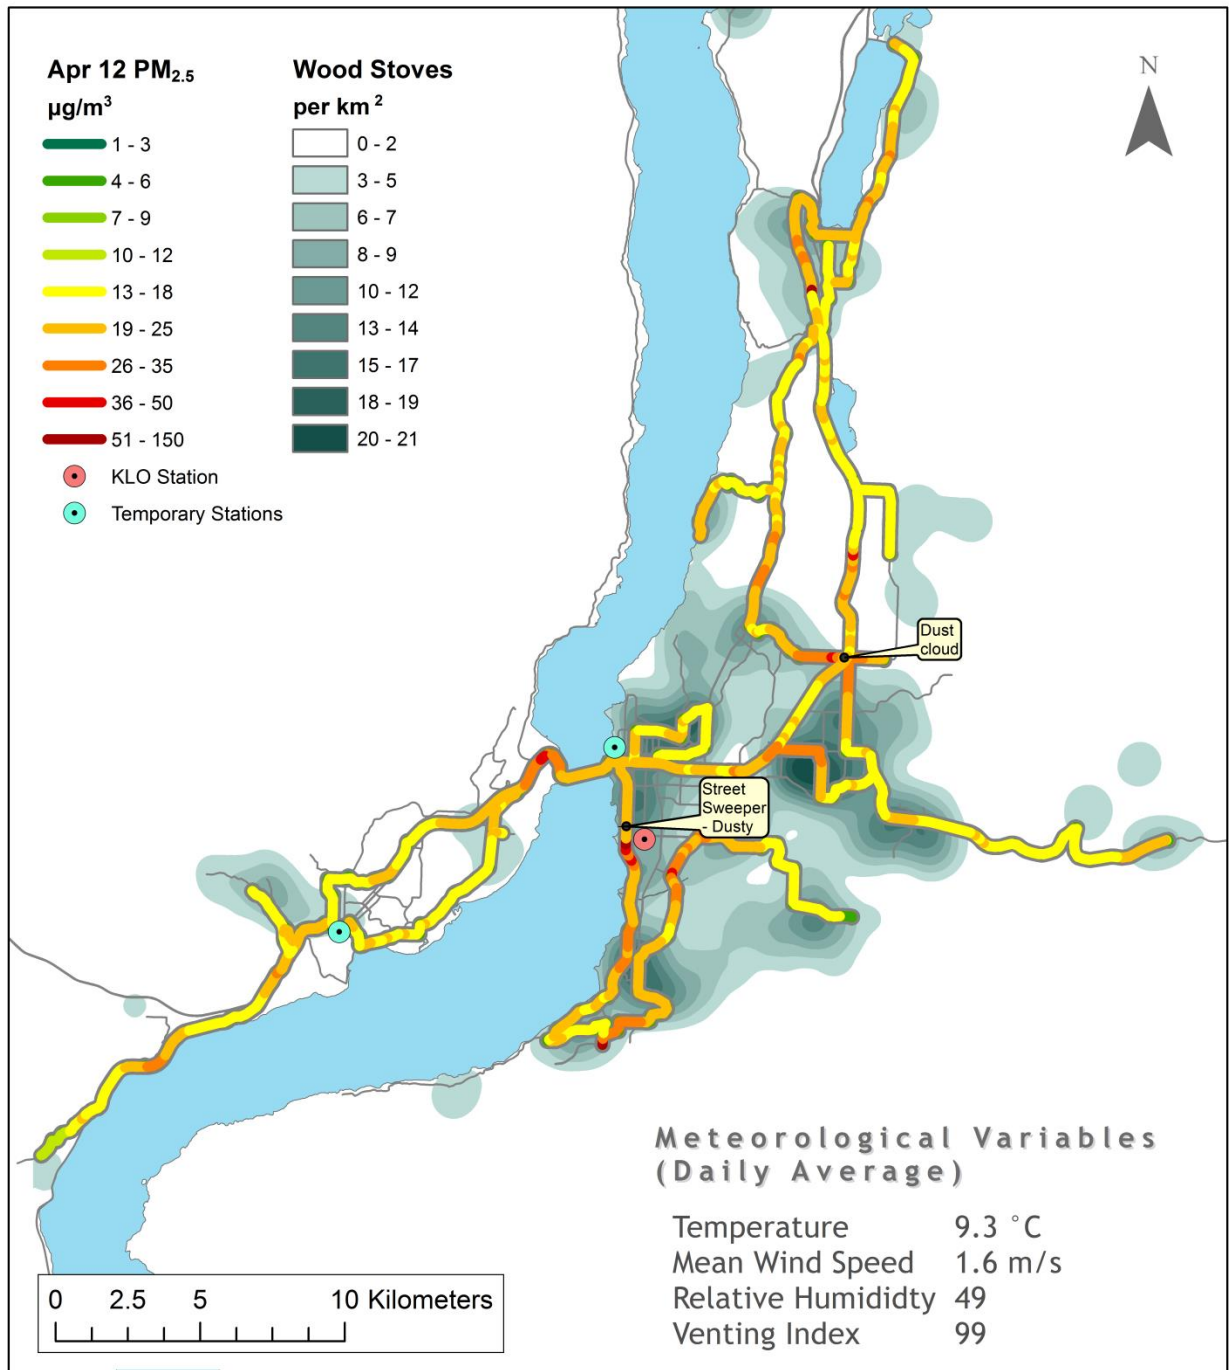 Apr 12 PM2.5
µg/m³
1 - 3
4 - 6
7 - 9
10 - 12
13 - 18
19 - 25
26 - 35
36 - 50
51 - 150
KLO Station
Temporary Stations
Wood Stoves
per km ²
0 - 2
3 - 5
6 - 7
8 - 9
10 - 12
13 - 14
15 - 17
18 - 19
20 - 21
N
Dust
cloud
Street
Sweeper
- Dusty
Meteorological Variables
(Daily Average)
Temperature 9.3 °C
Mean Wind Speed 1.6 m/s
Relative Humididty 49
Venting Index 99
0 2.5 5 10 Kilometers